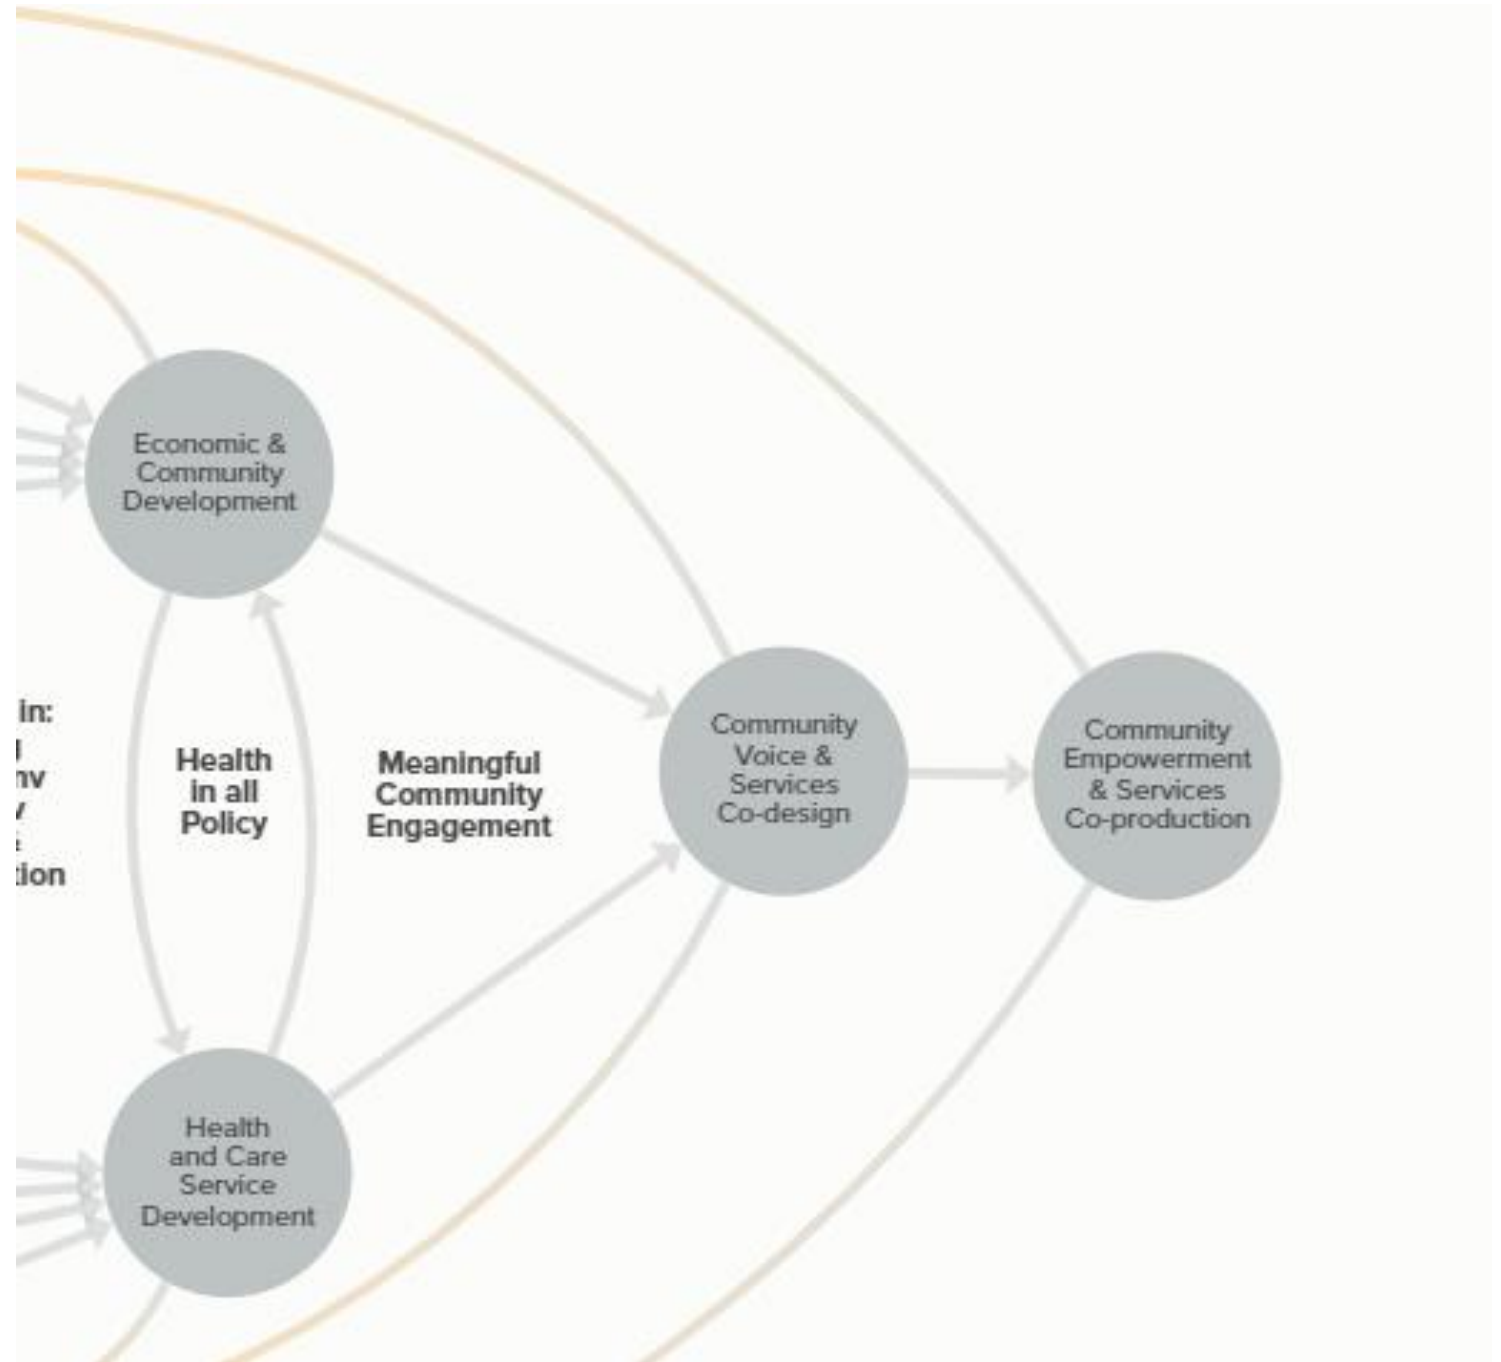 Economic &
Community
Development
in:
Health
in all
Policy
Meaningful
Community
Engagement
Community
Voice &
Services
Co-design
Community
Empowerment
& Services
Co-production
Health
and Care
Service
Development